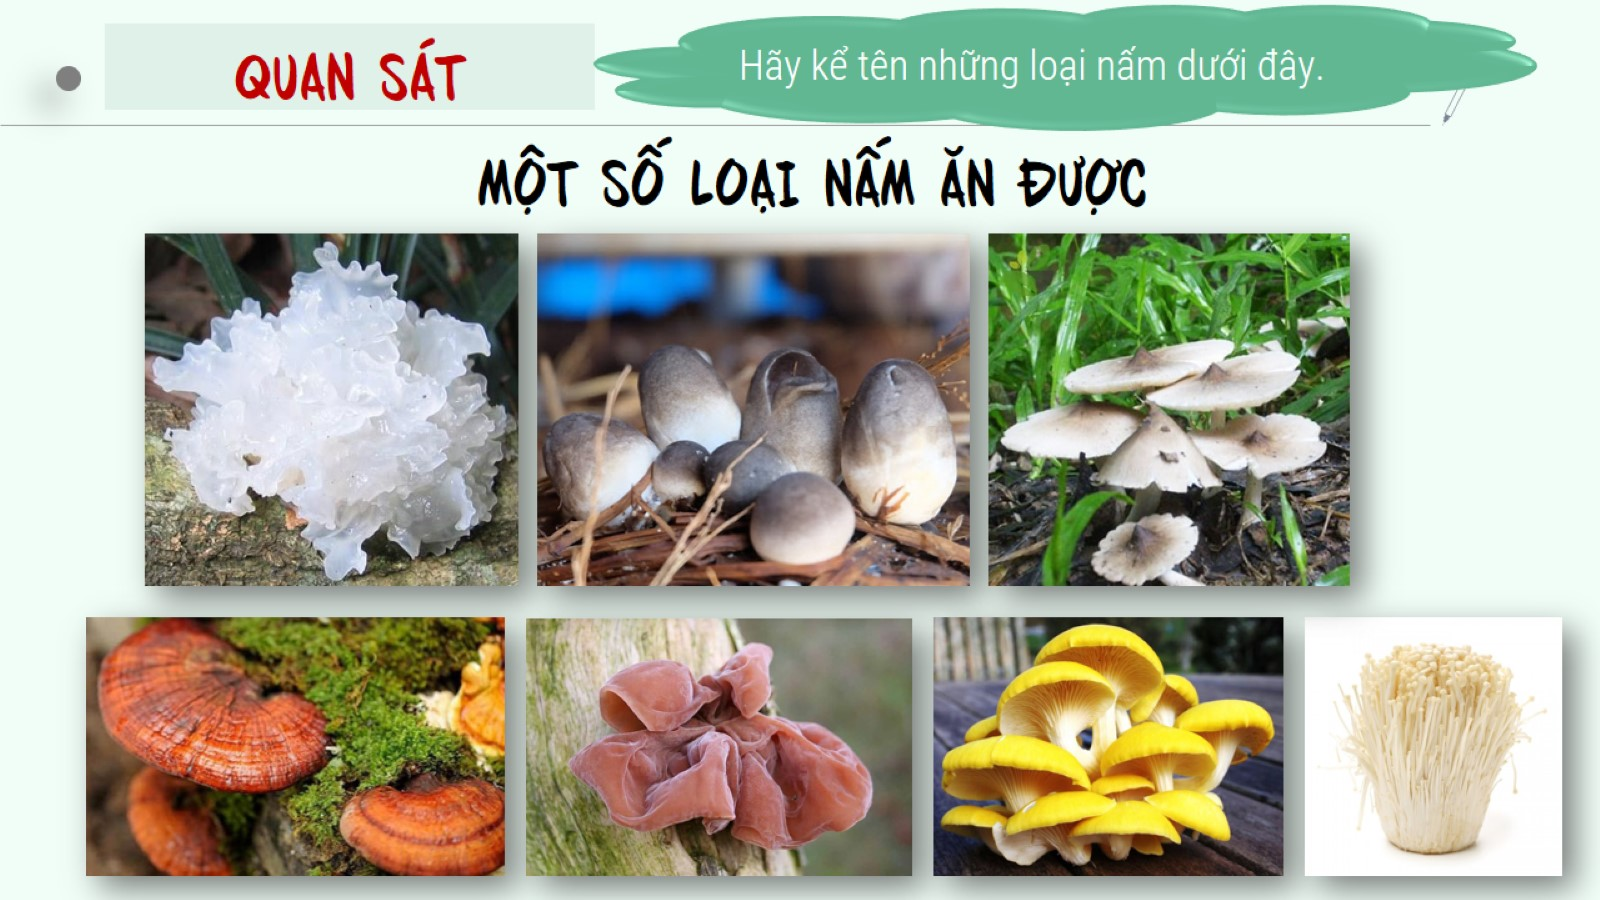 QUAN SÁT
Hãy kể tên những loại nấm dưới đây.
MỘT SỐ LOẠI NẤM ĂN ĐƯỢC